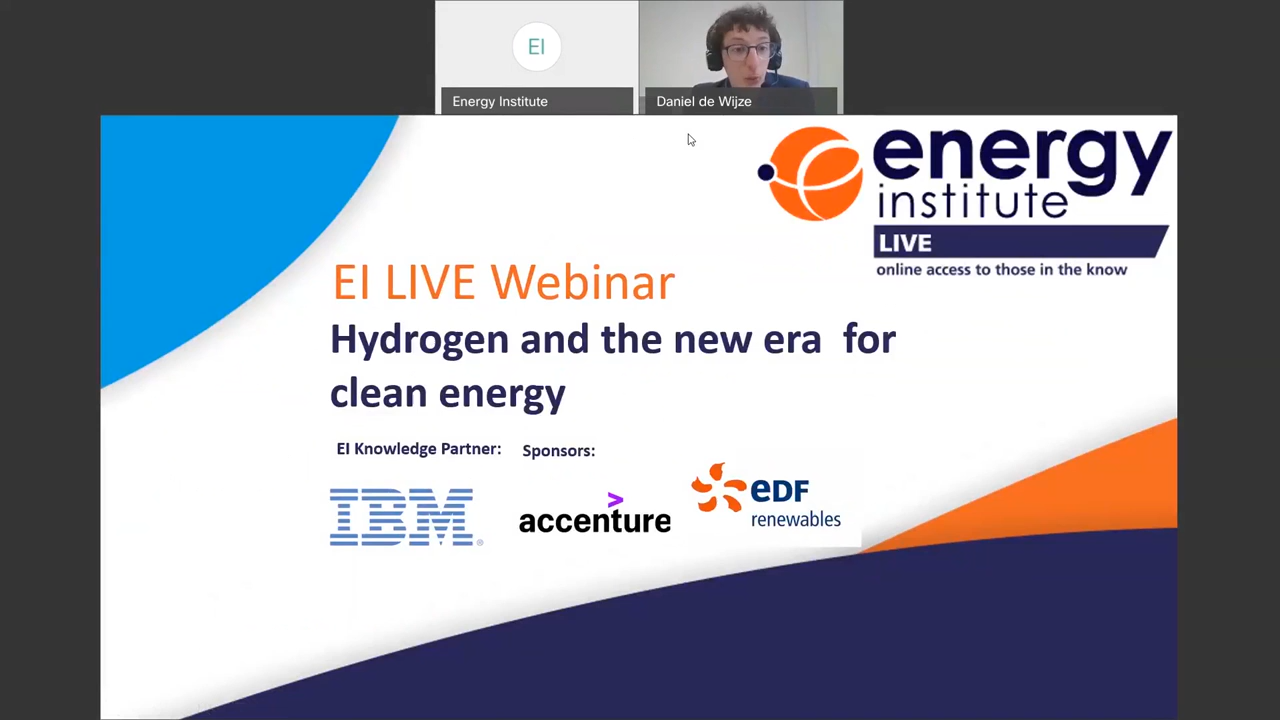 EI
Energy Institute
Daniel de Wijze
energy
institute
LIVE
online access to those in the know
EI LIVE Webinar
Hydrogen and the new era  for
clean energy
EI Knowledge Partner:
Sponsors:
IBM®
accenture
eDF
renewables